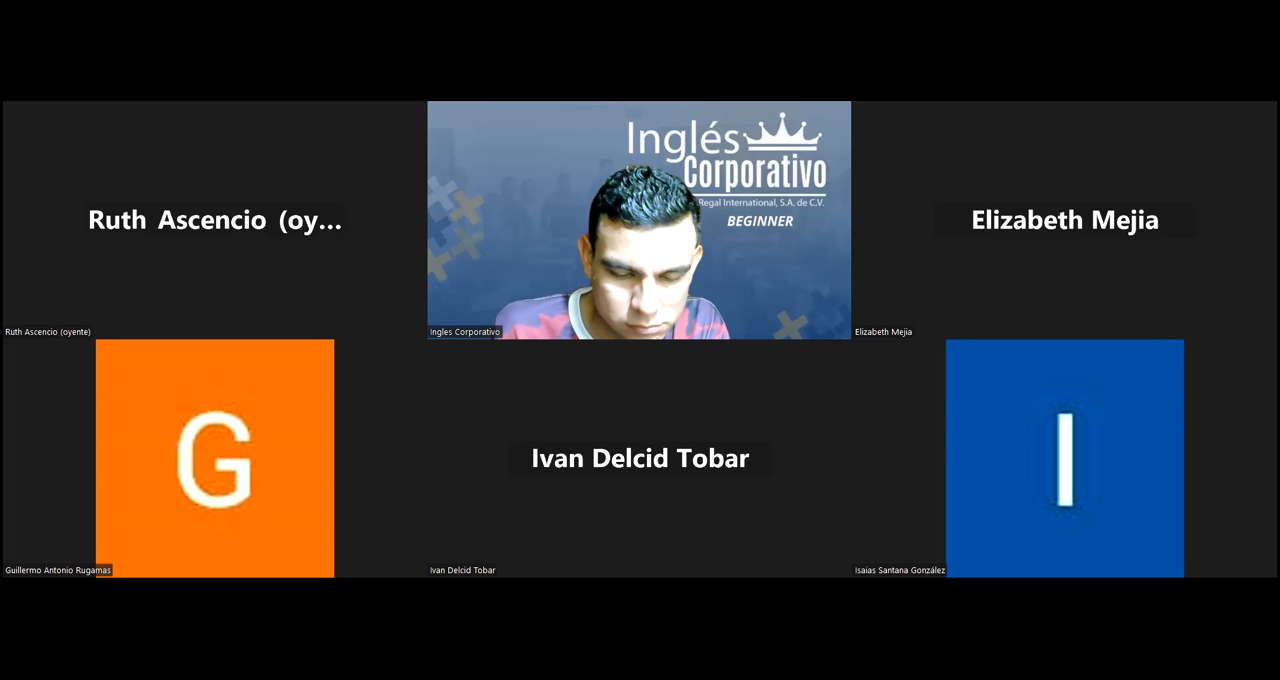 Ruth Ascencio (oy...
Ruth Ascencio (oyente)
Inglés
Corporativo
Regal International, S.A. de C.V.
BEGINNER
Ingles Corporativo
Elizabeth Mejia
Elizabeth Mejia
G
Guillermo Antonio Rugamas
Ivan Delcid Tobar
Ivan Delcid Tobar
I
Isaias Santana González